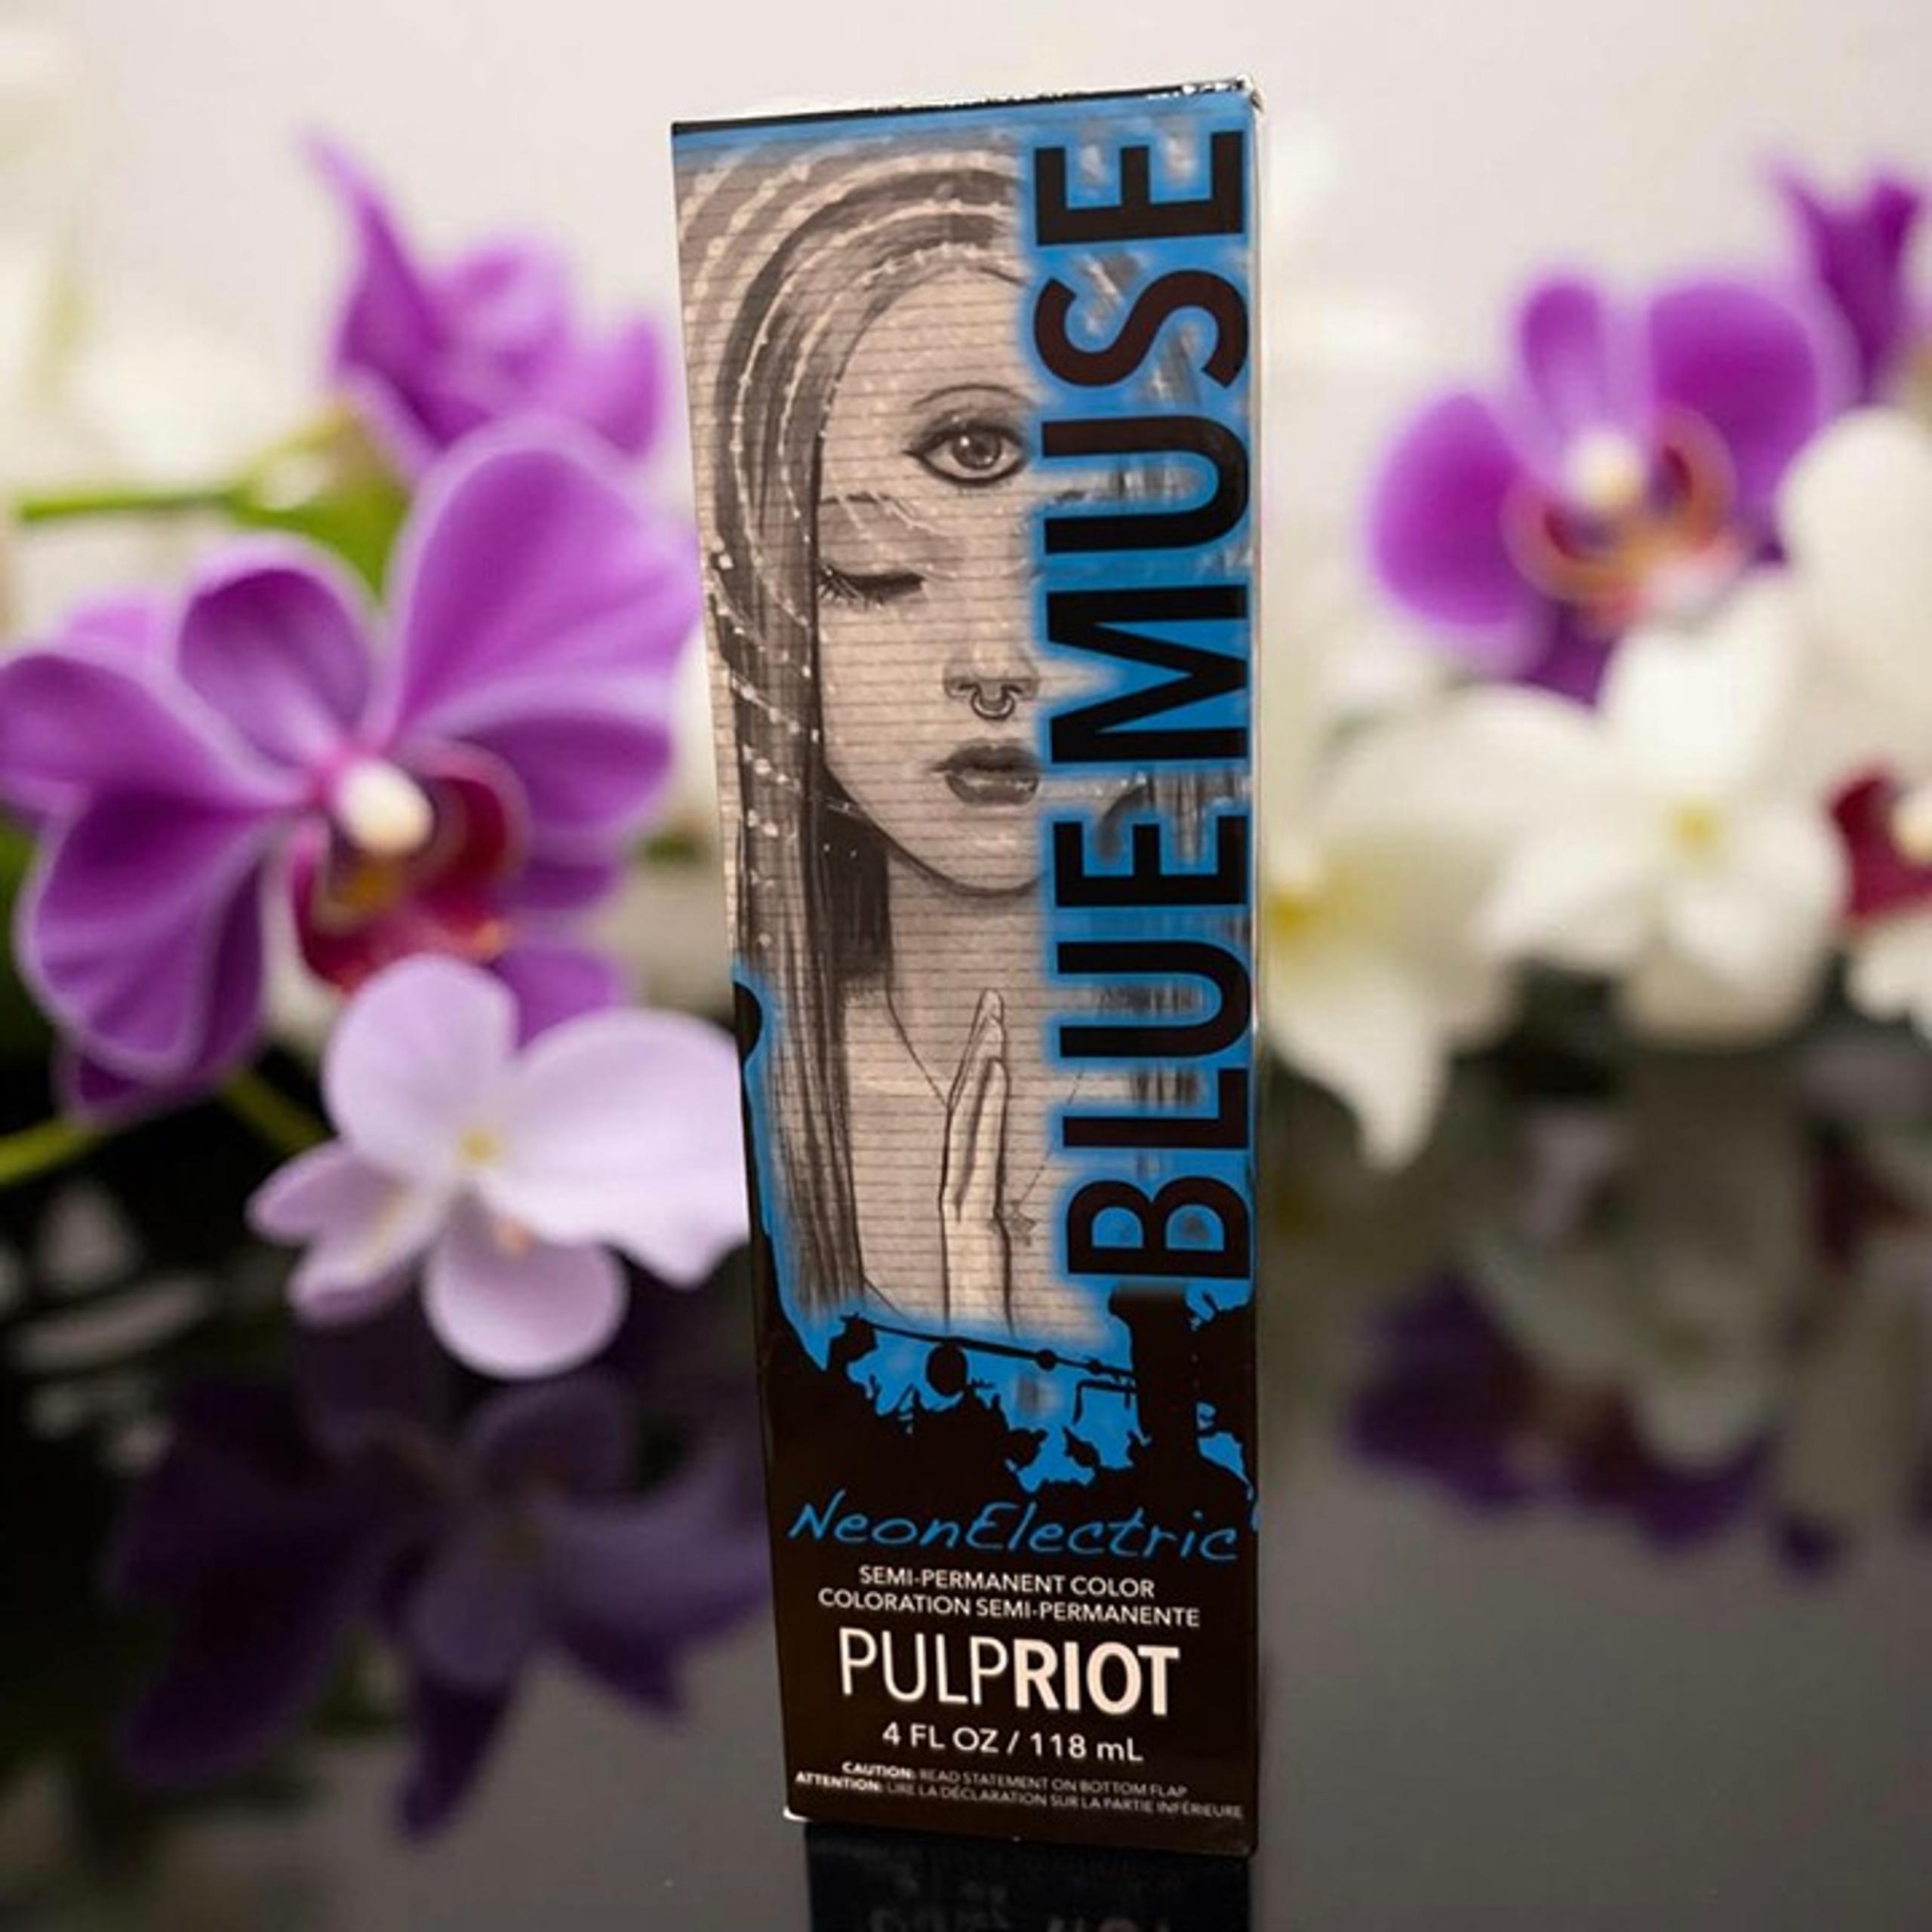 BLUE MUSE
NeonElectric
SEMI-PERMANENT COLOR
COLORATION SEMI-PERMANENTE
PULPRIOT
4 FL OZ / 118 mL
CAUTION: READ STATEMENT ON BOTTOM FLAP
ATTENTION: LIRE LA DÉCLARATION SUR LA PARTIE INFÉRIEURE